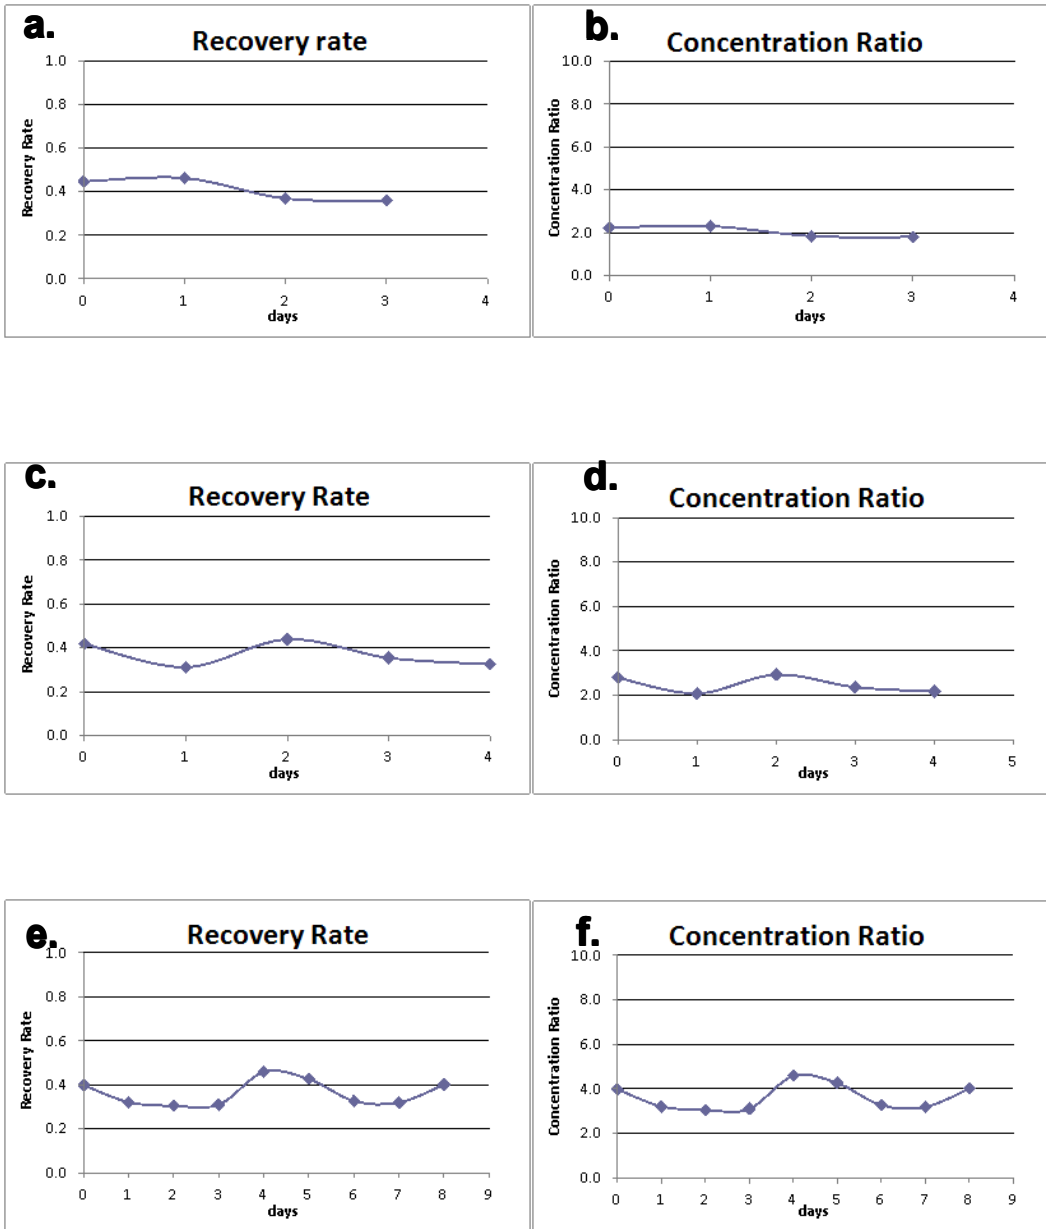 a.
Recovery rate
1.0
0.8
0.6
0.4
0.2
0.0
Recovery Rate
0 1 2 3 4
days
b.
Concentration Ratio
10.0
8.0
6.0
4.0
2.0
0.0
Concentration Ratio
0 1 2 3 4
days
c.
Recovery Rate
1.0
0.8
0.6
0.4
0.2
0.0
Recovery Rate
0 1 2 3 4
days
d.
Concentration Ratio
10.0
8.0
6.0
4.0
2.0
0.0
Concentration Ratio
0 1 2 3 4 5
days
e.
Recovery Rate
1.0
0.8
0.6
0.4
0.2
0.0
Recovery Rate
0 1 2 3 4 5 6 7 8 9
days
f.
Concentration Ratio
10.0
8.0
6.0
4.0
2.0
0.0
Concentration Ratio
0 1 2 3 4 5 6 7 8 9
days